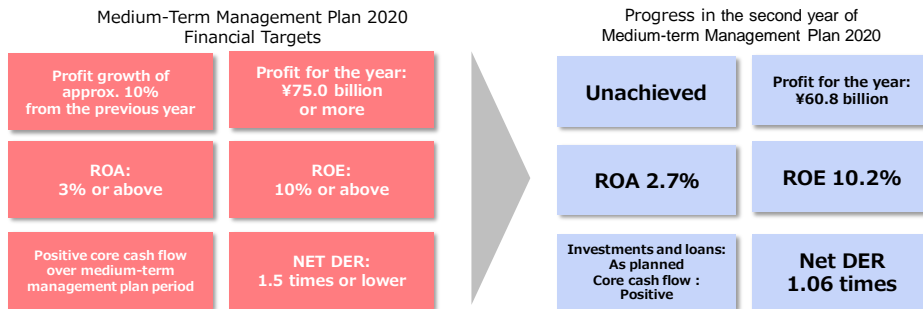 Medium-Term Management Plan 2020
Financial Targets
Profit growth of
approx. 10%
from the previous year
Profit for the year:
¥75.0 billion
or more
ROA:
3% or above
ROE:
10% or above
Positive core cash flow
over medium-term
management plan period
NET DER:
1.5 times or lower
Progress in the second year of
Medium-term Management Plan 2020
Unachieved
Profit for the year:
¥60.8 billion
ROA 2.7%
ROE 10.2%
Investments and loans:
As planned
Core cash flow :
Positive
Net DER
1.06 times